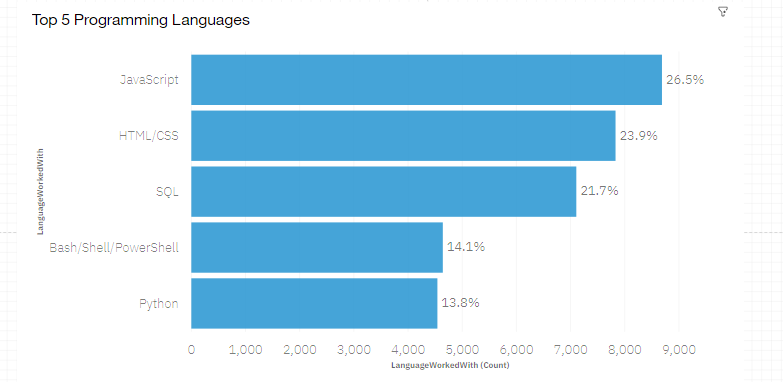 Top 5 Programming Languages
LanguageWorkedWith
JavaScript 26.5%
HTML/CSS 23.9%
SQL 21.7%
Bash/Shell/PowerShell 14.1%
Python 13.8%
0 1,000 2,000 3,000 4,000 5,000 6,000 7,000 8,000 9,000
LanguageWorkedWith (Count)